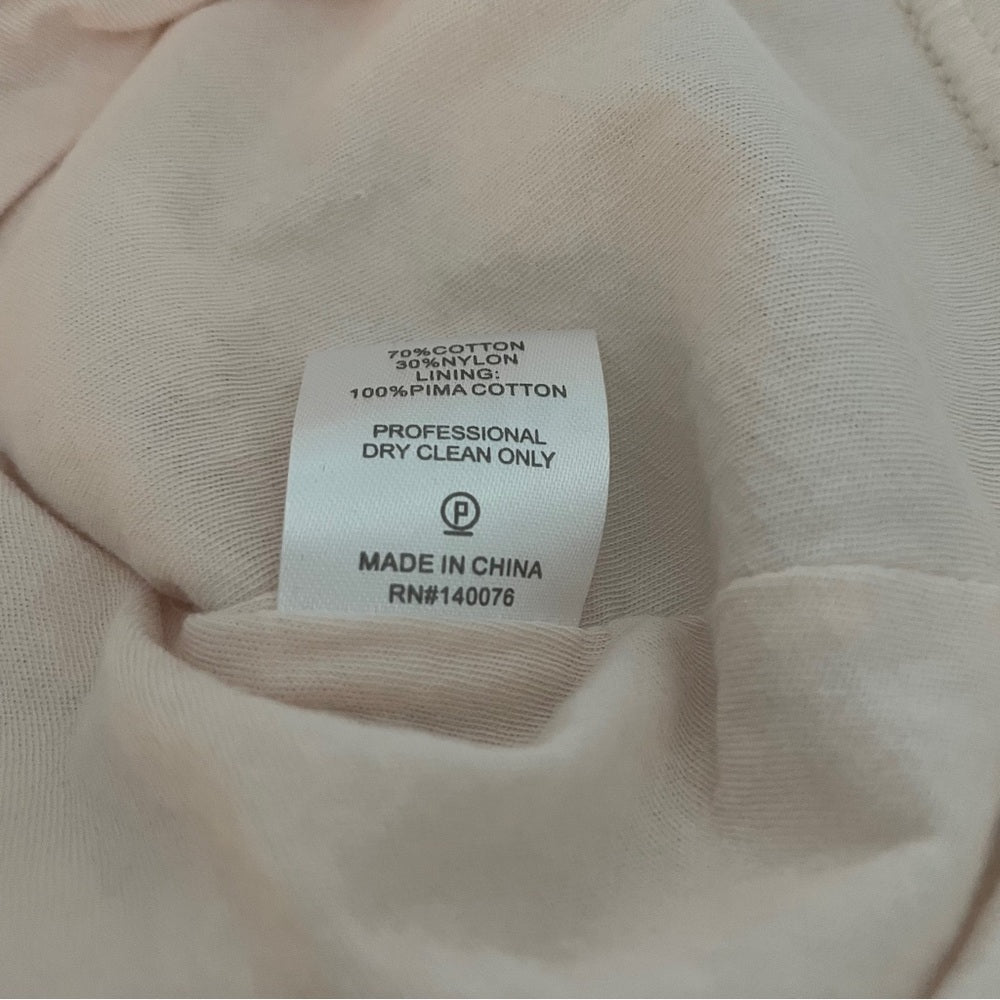 70%COTTON
30%NYLON
LINING:
100%PIMA COTTON
PROFESSIONAL
DRY CLEAN ONLY
P
MADE IN CHINA
RN#140076